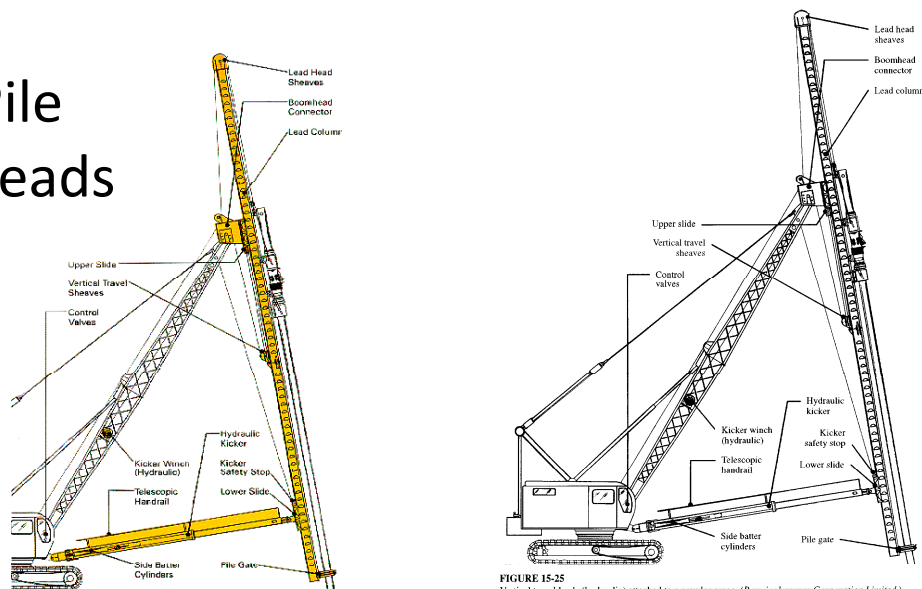 Pile
Leads
Lead Head
Sheaves
Boomhead
Connector
Lead Column
Upper Slide
Vertical Travel
Sheaves
Control
Valves
Hydraulic
Kicker
Kicker Winch
(Hydraulic)
Kicker
Safety Stop
Telescopic
Handrail
Lower Slide
Side Batter
Cylinders
Pile Gate
Lead head
sheaves
Boomhead
connector
Lead column
Upper slide
Vertical travel
sheaves
Control
valves
Hydraulic
kicker
Kicker winch
(hydraulic)
Kicker
safety stop
Telescopic
handrail
Lower slide
Side batter
cylinders
Pile gate
FIGURE 15-25